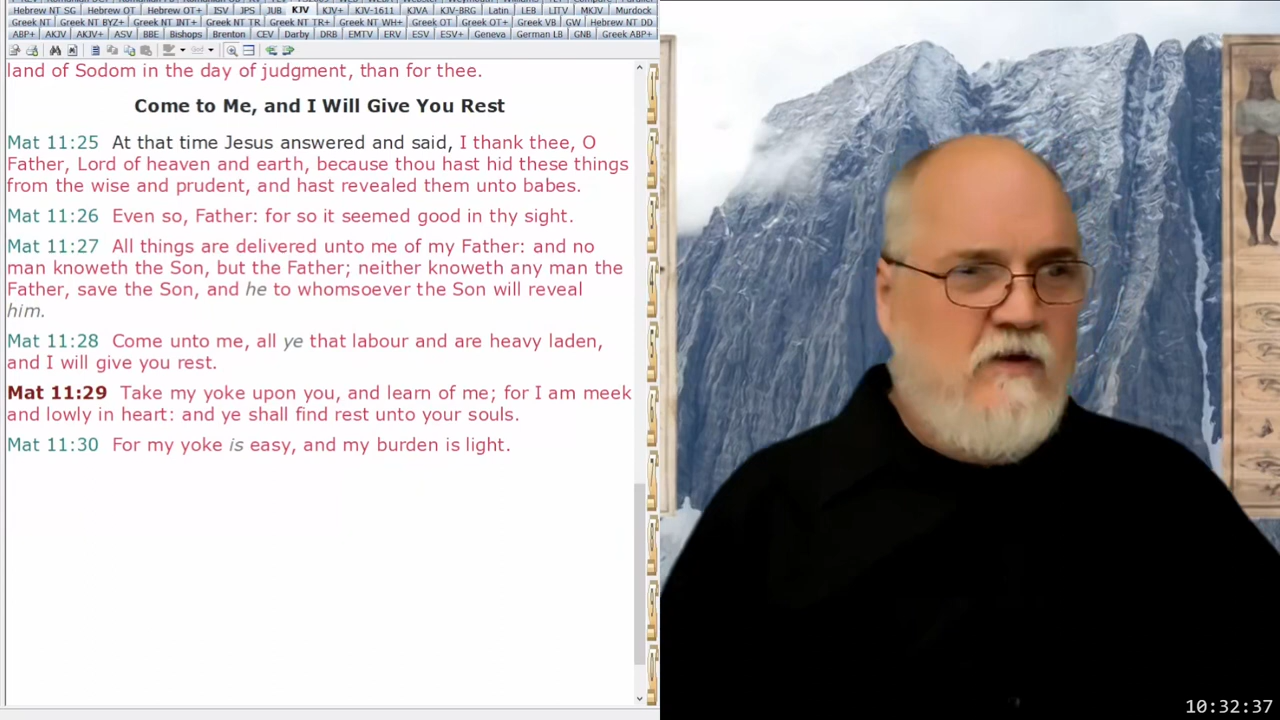 Hebrew NT SG Hebrew OT Hebrew OT+ ISV JPS JUB KJV KJV+ KJV-1611 KJVA KJV-BRG Latin LEB LITV MKJV Murdock
Greek NT Greek NT BYZ+ Greek NT INT+ Greek NT TR Greek NT TR+ Greek NT WH+ Greek OT Greek OT+ Greek VB GW Hebrew NT DD
ABP+ AKJV AKJV+ ASV BBE Bishops Brenton CEV Darby DRB EMTV ERV ESV ESV+ Geneva German LB GNB Greek ABP+
land of Sodom in the day of judgment, than for thee.
Come to Me, and I Will Give You Rest
Mat 11:25 At that time Jesus answered and said, I thank thee, O
Father, Lord of heaven and earth, because thou hast hid these things
from the wise and prudent, and hast revealed them unto babes.
Mat 11:26 Even so, Father: for so it seemed good in thy sight.
Mat 11:27 All things are delivered unto me of my Father: and no
man knoweth the Son, but the Father; neither knoweth any man the
Father, save the Son, and he to whomsoever the Son will reveal
him.
Mat 11:28 Come unto me, all ye that labour and are heavy laden,
and I will give you rest.
Mat 11:29 Take my yoke upon you, and learn of me; for I am meek
and lowly in heart: and ye shall find rest unto your souls.
Mat 11:30 For my yoke is easy, and my burden is light.
10:32:37